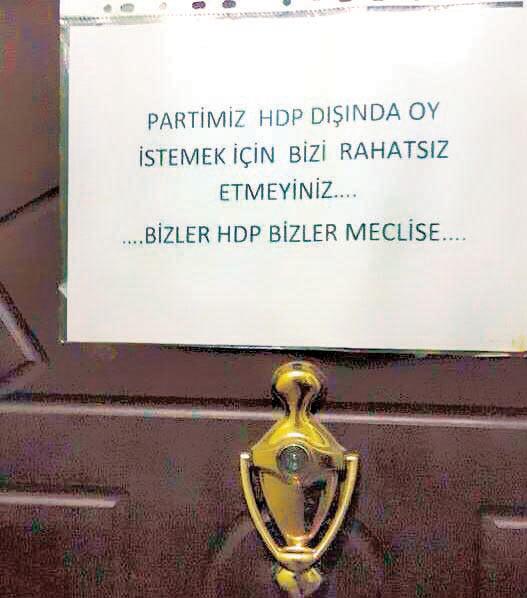 PARTİMİZ HDP DIŞINDA OY
İSTEMEK İÇİN BİZİ RAHATSIZ
ETMEYİNİZ....
....BİZLER HDP BİZLER MECLİSE....